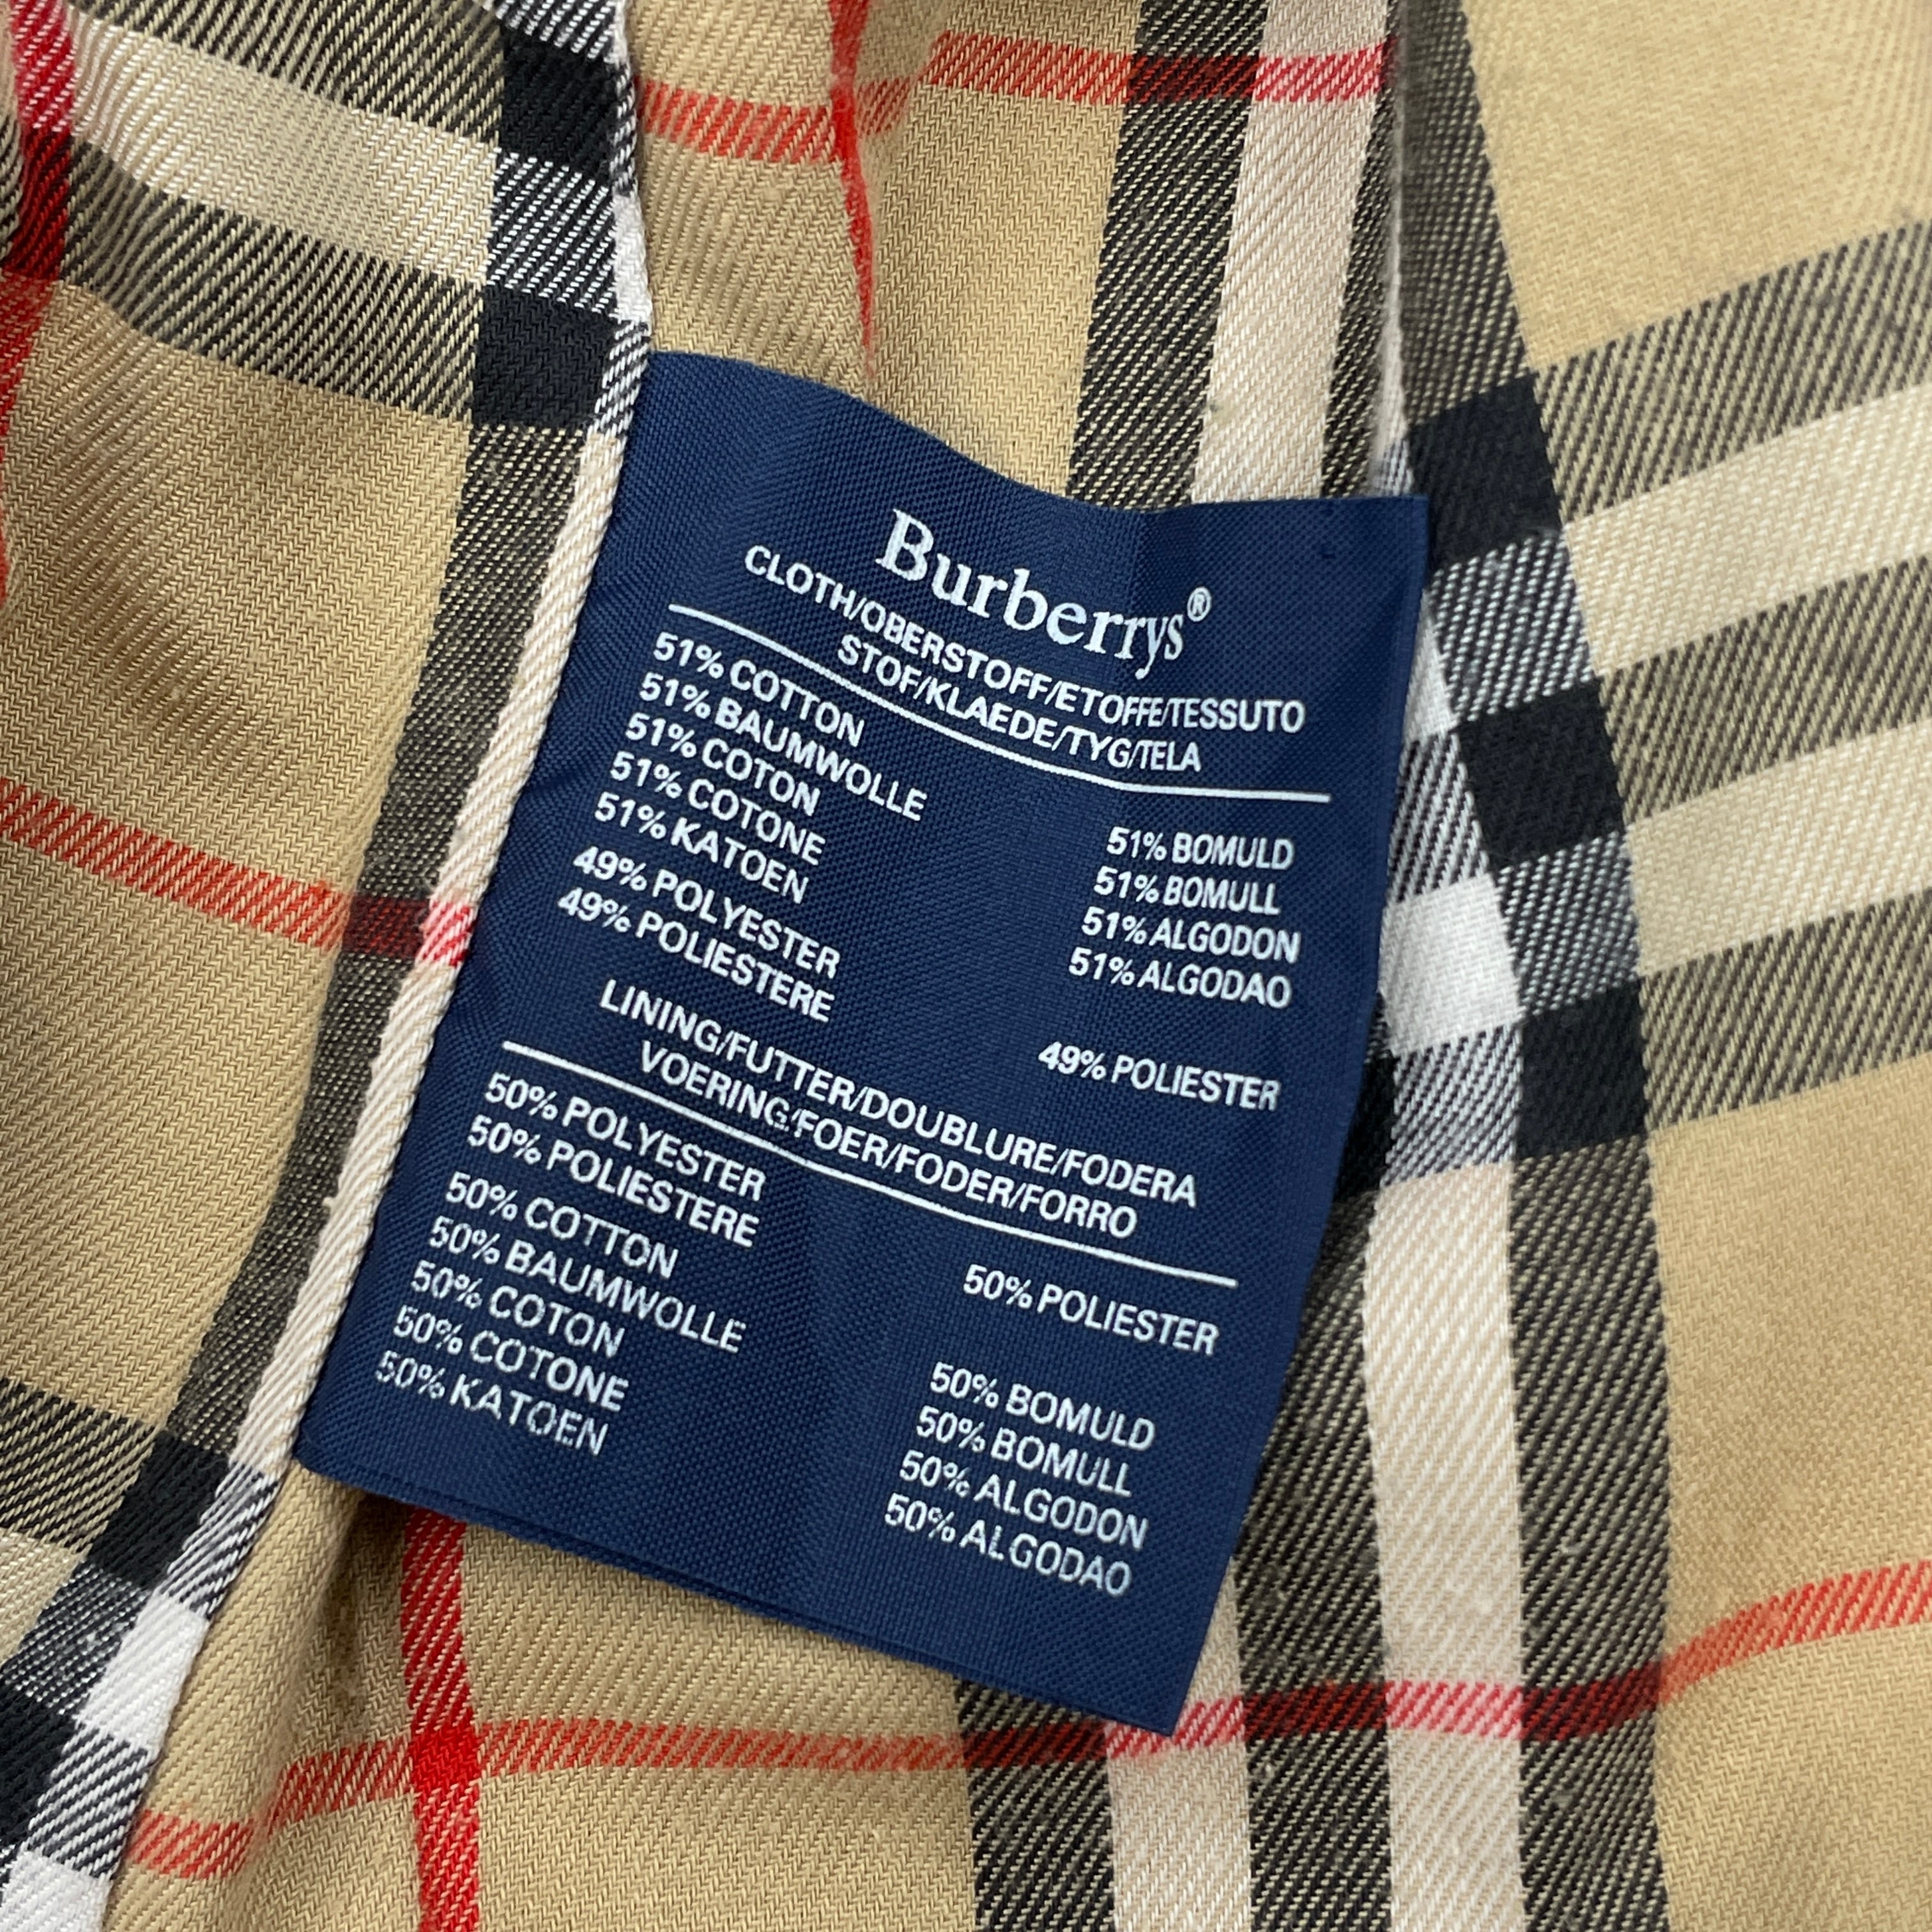 Burberrys®
CLOTH/OBERSTOFF/ETOFFE/TESSUTO
STOF/KLAEDE/TYG/TELA
51% COTTON
51% BAUMWOLLE
51% COTON
51% COTONE
51% KATOEN
51% BOMULD
51% BOMULL
51% ALGODON
51% ALGODAO
49% POLYESTER
49% POLIESTERE
49% POLIESTER
LINING/FUTTER/DOUBLURE/FODERA
VOERING/FOER/FODER/FORRO
50% POLYESTER
50% POLIESTERE
50% POLIESTER
50% COTTON
50% BAUMWOLLE
50% COTON
50% COTONE
50% KATOEN
50% BOMULD
50% BOMULL
50% ALGODON
50% ALGODAO